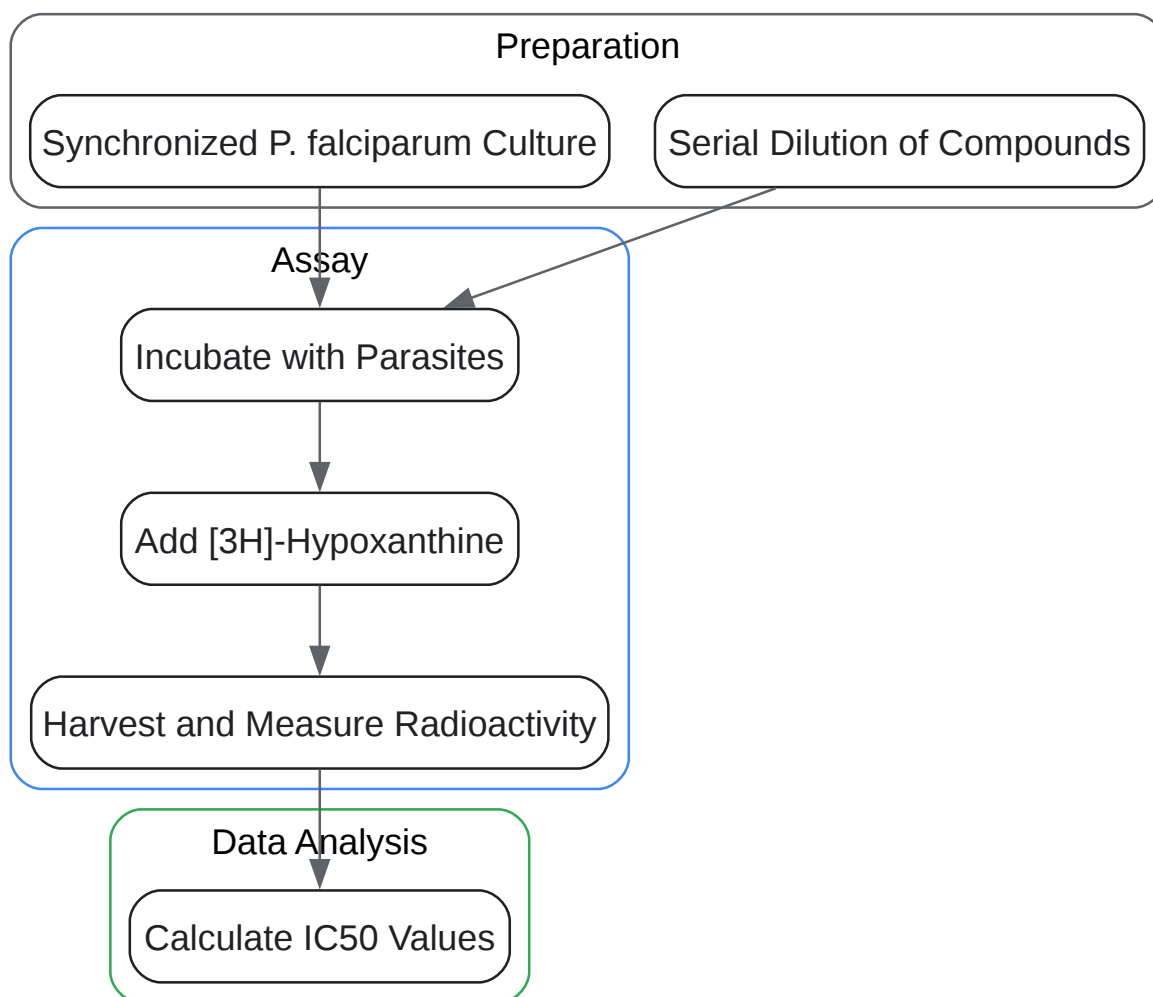 Preparation
Synchronized P. falciparum Culture
Serial Dilution of Compounds
Assay
Incubate with Parasites
Add [3H]-Hypoxanthine
Harvest and Measure Radioactivity
Data Analysis
Calculate IC50 Values